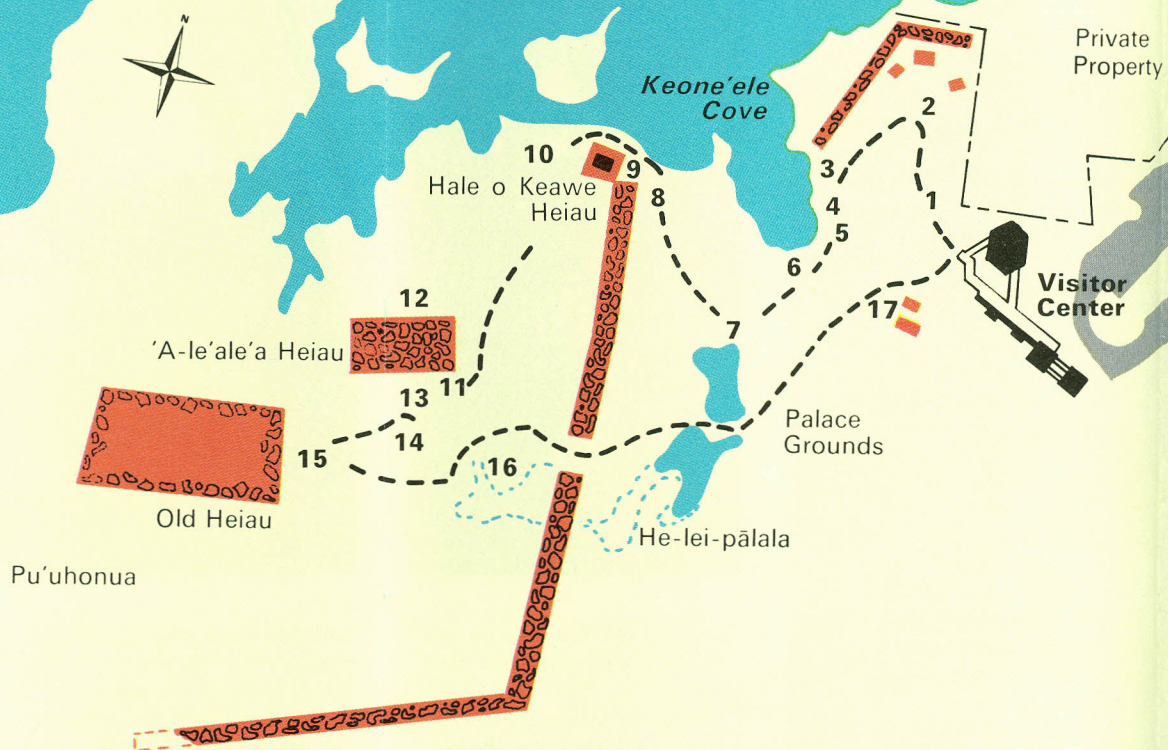 N
Private
Property
Keone'ele
Cove
2
10
9
3
Hale o Keawe
Heiau
8
4
1
5
6
Visitor
Center
12
17
7
'A-le'ale'a Heiau
11
13
14
Palace
Grounds
15
16
Old Heiau
He-lei-pālala
Pu'uhonua